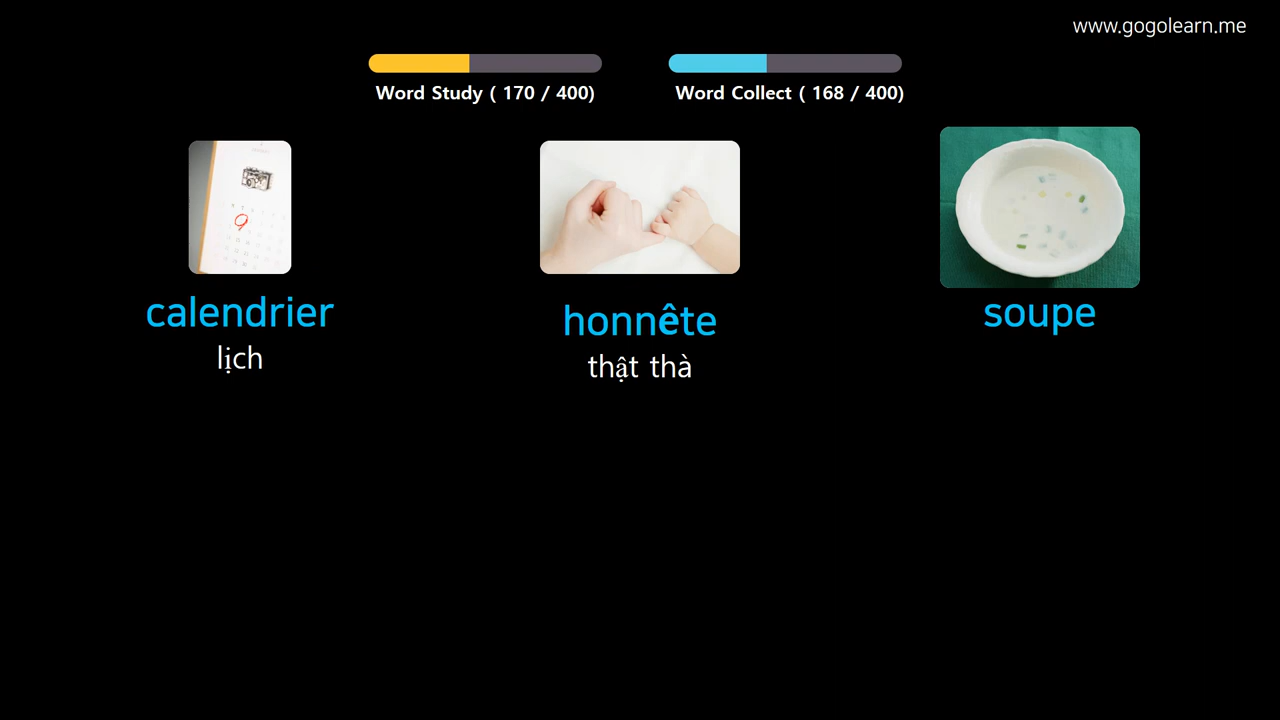 www.gogolearn.me
Word Study ( 170 / 400)
Word Collect ( 168 / 400)
calendrier
lịch
honnête
thật thà
soupe